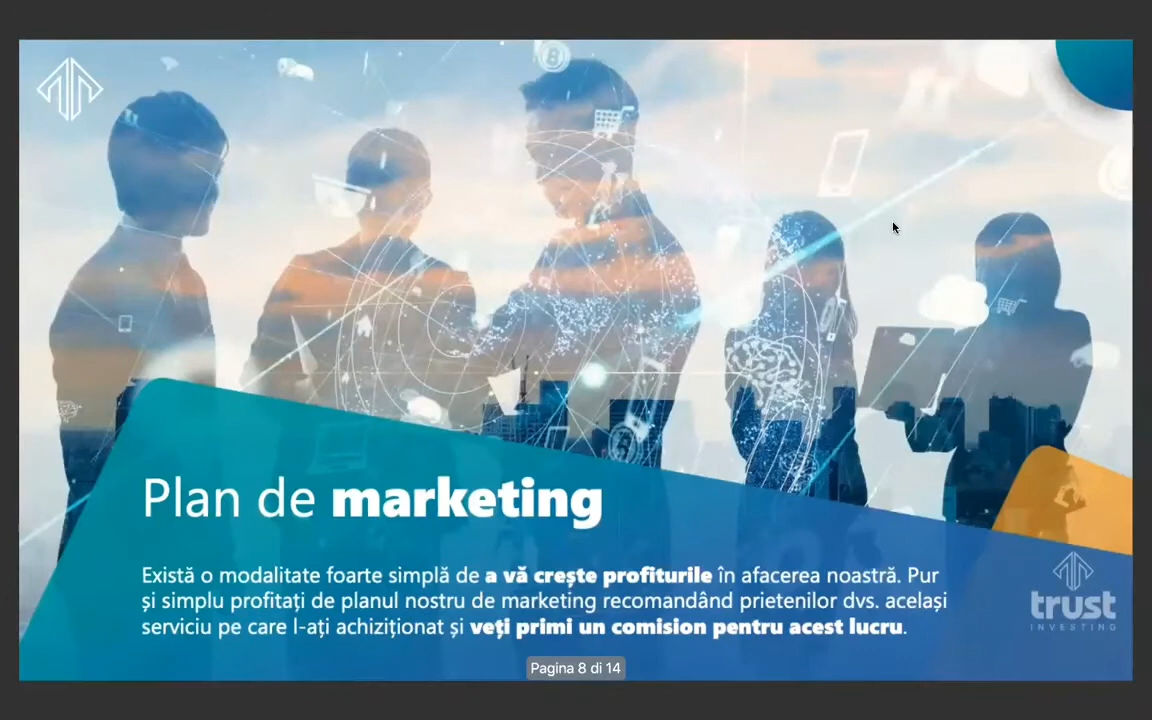 Plan de marketing
Există o modalitate foarte simplă de a vă crește profiturile în afacerea noastră. Pur
și simplu profitați de planul nostru de marketing recomandând prietenilor dvs. același
serviciu pe care l-ați achiziționat și veți primi un comision pentru acest lucru.
trust
INVESTING
Pagina 8 di 14